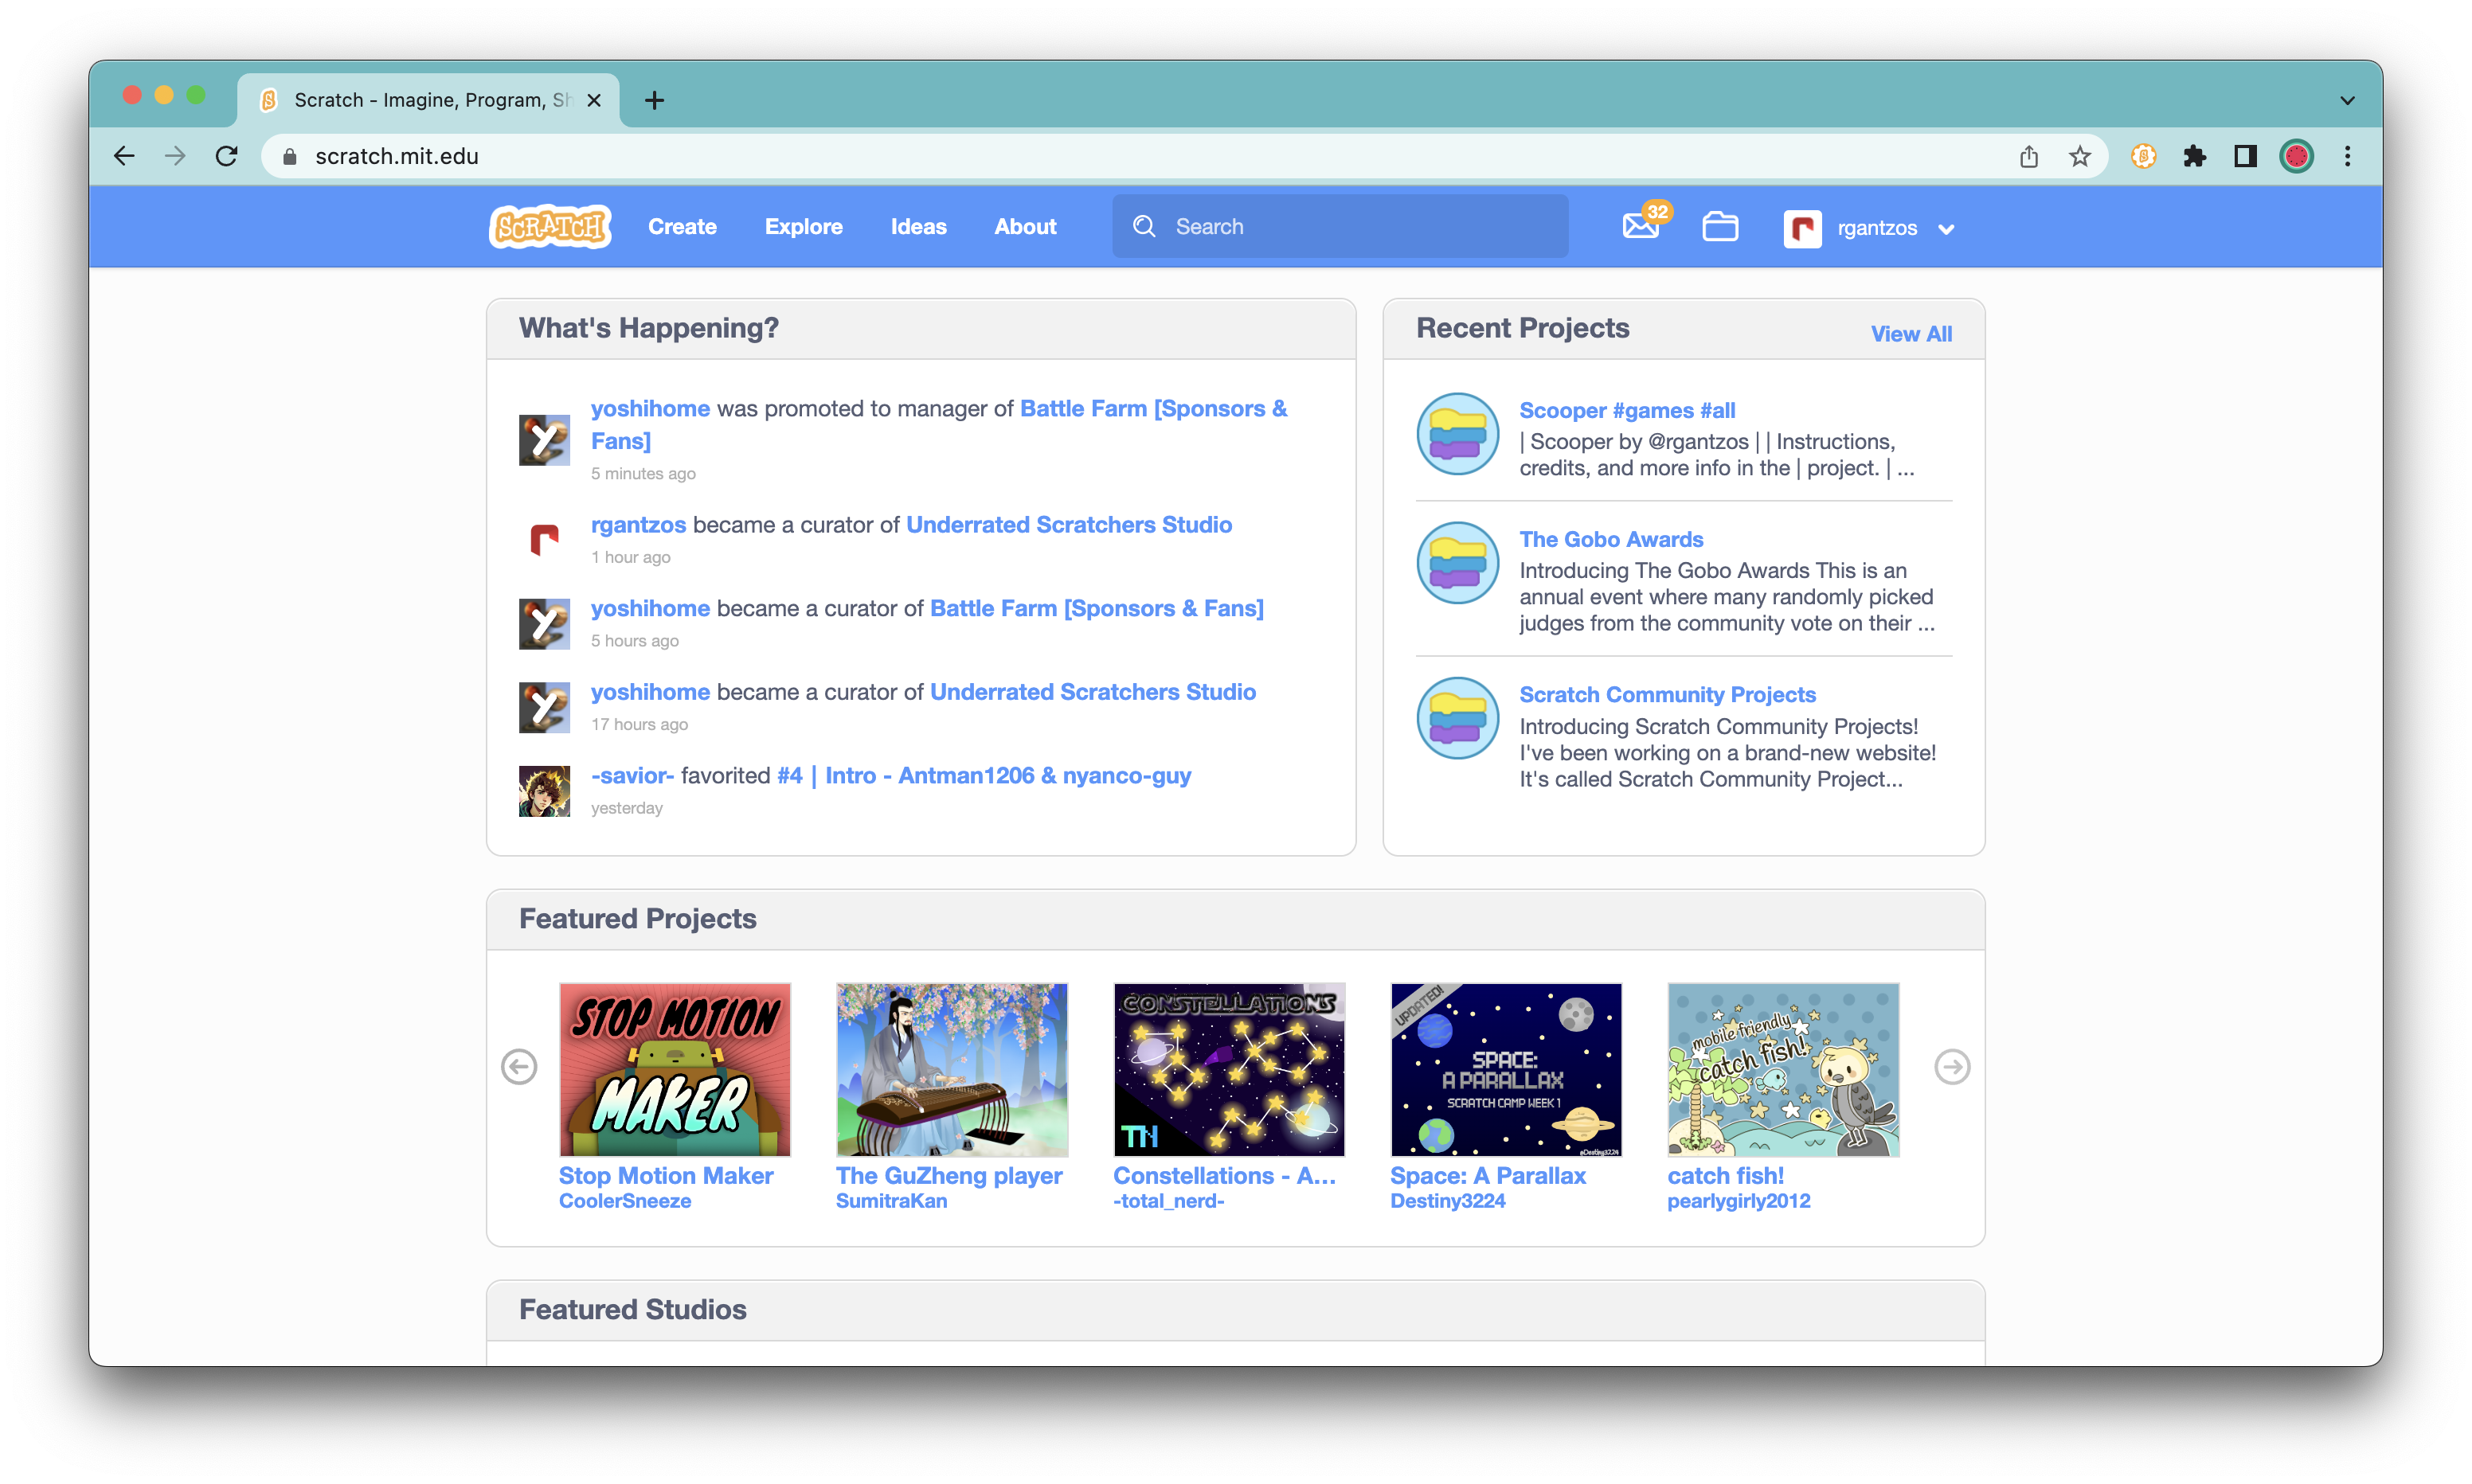 Scratch - Imagine, Program, Sh
scratch.mit.edu
SCRATCH
Create
Explore
Ideas
About
Search
32
rgantzos
What's Happening?
yoshihome was promoted to manager of Battle Farm [Sponsors &
Fans]
5 minutes ago
rgantzos became a curator of Underrated Scratchers Studio
1 hour ago
yoshihome became a curator of Battle Farm [Sponsors & Fans]
5 hours ago
yoshihome became a curator of Underrated Scratchers Studio
17 hours ago
-savior- favorited #4 | Intro - Antman1206 & nyanco-guy
yesterday
Recent Projects
View All
Scooper #games #all
| Scooper by @rgantzos | | Instructions,
credits, and more info in the | project. | ...
The Gobo Awards
Introducing The Gobo Awards This is an
annual event where many randomly picked
judges from the community vote on their ...
Scratch Community Projects
Introducing Scratch Community Projects!
I've been working on a brand-new website!
It's called Scratch Community Project...
Featured Projects
STOP MOTION
MAKER
Stop Motion Maker
CoolerSneeze
The GuZheng player
SumitraKan
CONSTELLATIONS
TN
Constellations - A...
-total_nerd-
UPDATED!
SPACE:
A PARALLAX
SCRATCH CAMP WEEK 1
@Destiny3224
Space: A Parallax
Destiny3224
mobile friendly
catch fish!
catch fish!
pearlygirly2012
Featured Studios